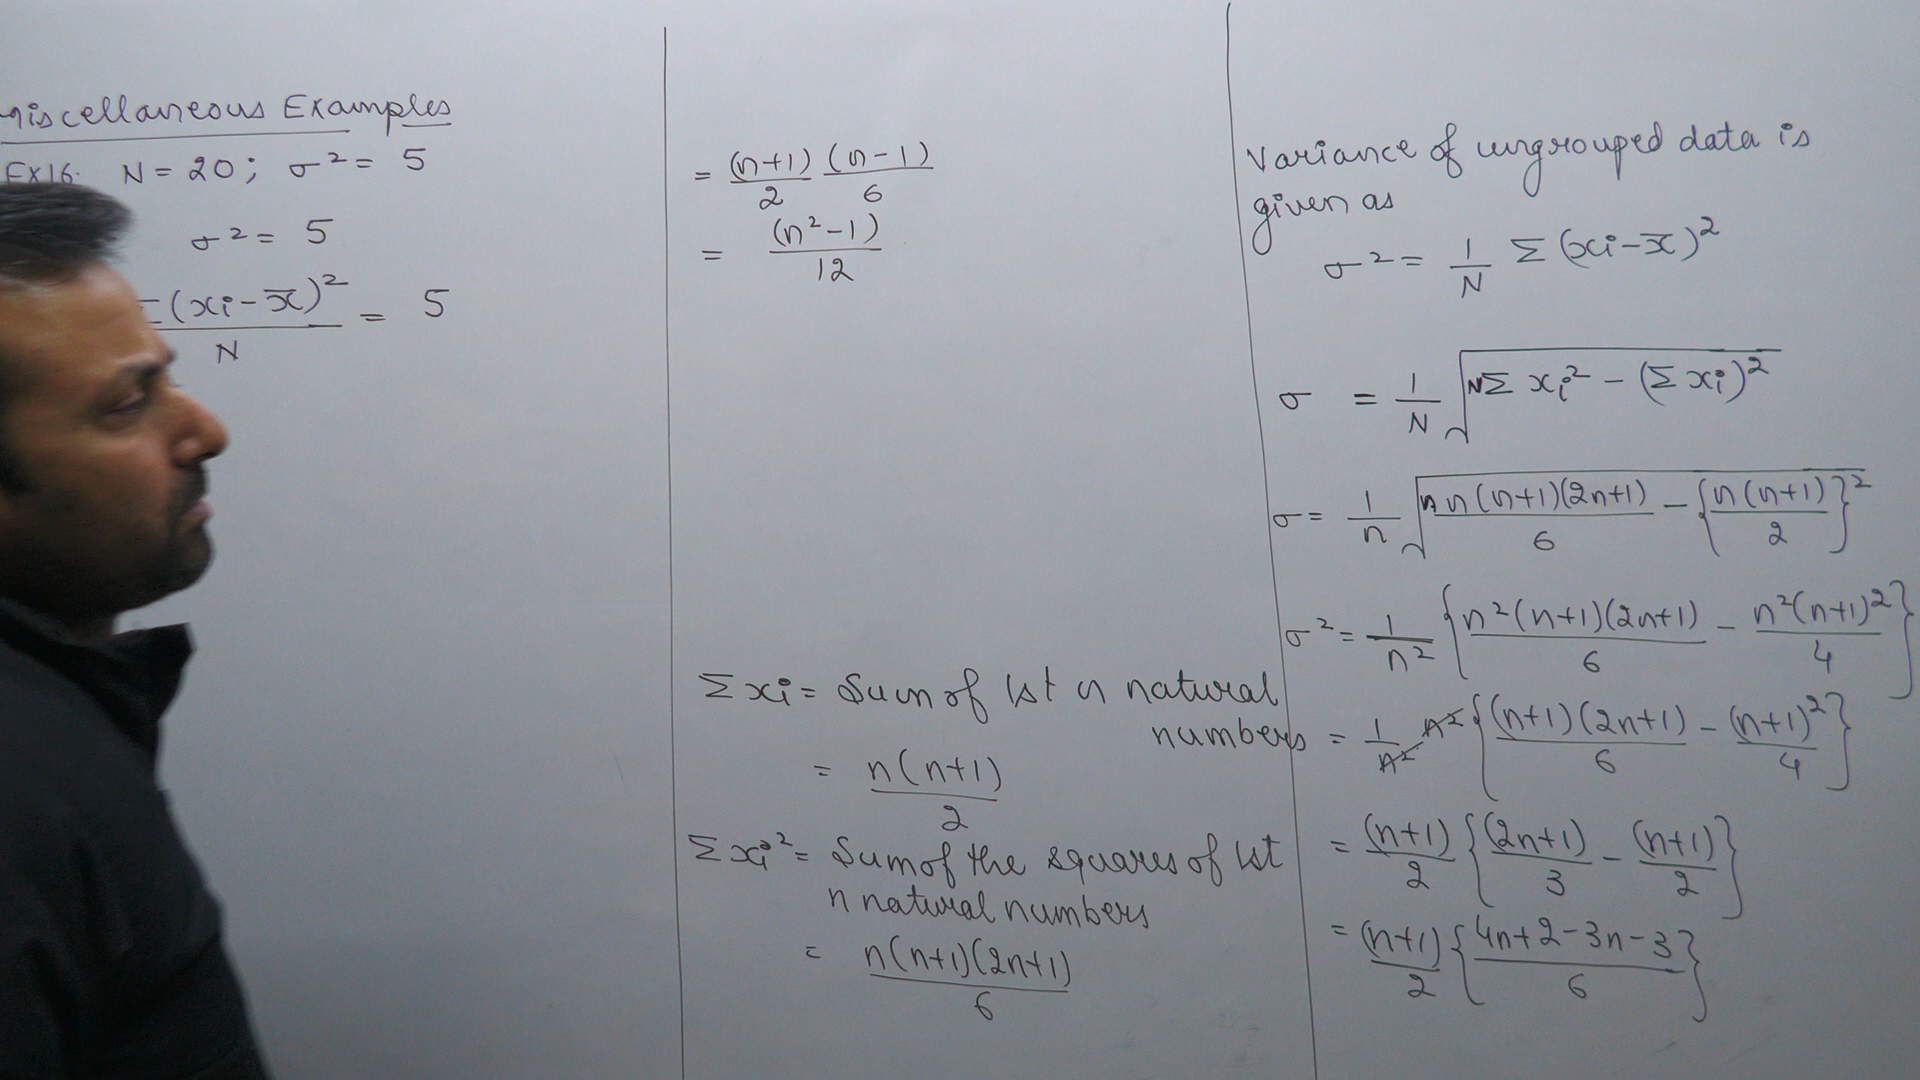 Miscellaneous Examples
EX16. N = 20; σ² = 5
σ² = 5
Σ(xi - x̄)² / N = 5
= (n+1)/2 (n-1)/6
= (n²-1)/12
Σxi = Sum of 1st n natural
numbers
= n(n+1)/2
Σxi² = Sum of the squares of 1st
n natural numbers
= n(n+1)(2n+1)/6
Variance of ungrouped data is
given as
σ² = 1/N Σ(xi - x̄)²
σ = 1/N √(NΣxi² - (Σxi)²)
σ = 1/n √(n n(n+1)(2n+1)/6 - {n(n+1)/2}²)
σ² = 1/n² {n²(n+1)(2n+1)/6 - n²(n+1)²/4}
= 1/n² n² {(n+1)(2n+1)/6 - (n+1)²/4}
= (n+1)/2 {(2n+1)/3 - (n+1)/2}
= (n+1)/2 {4n+2-3n-3/6}